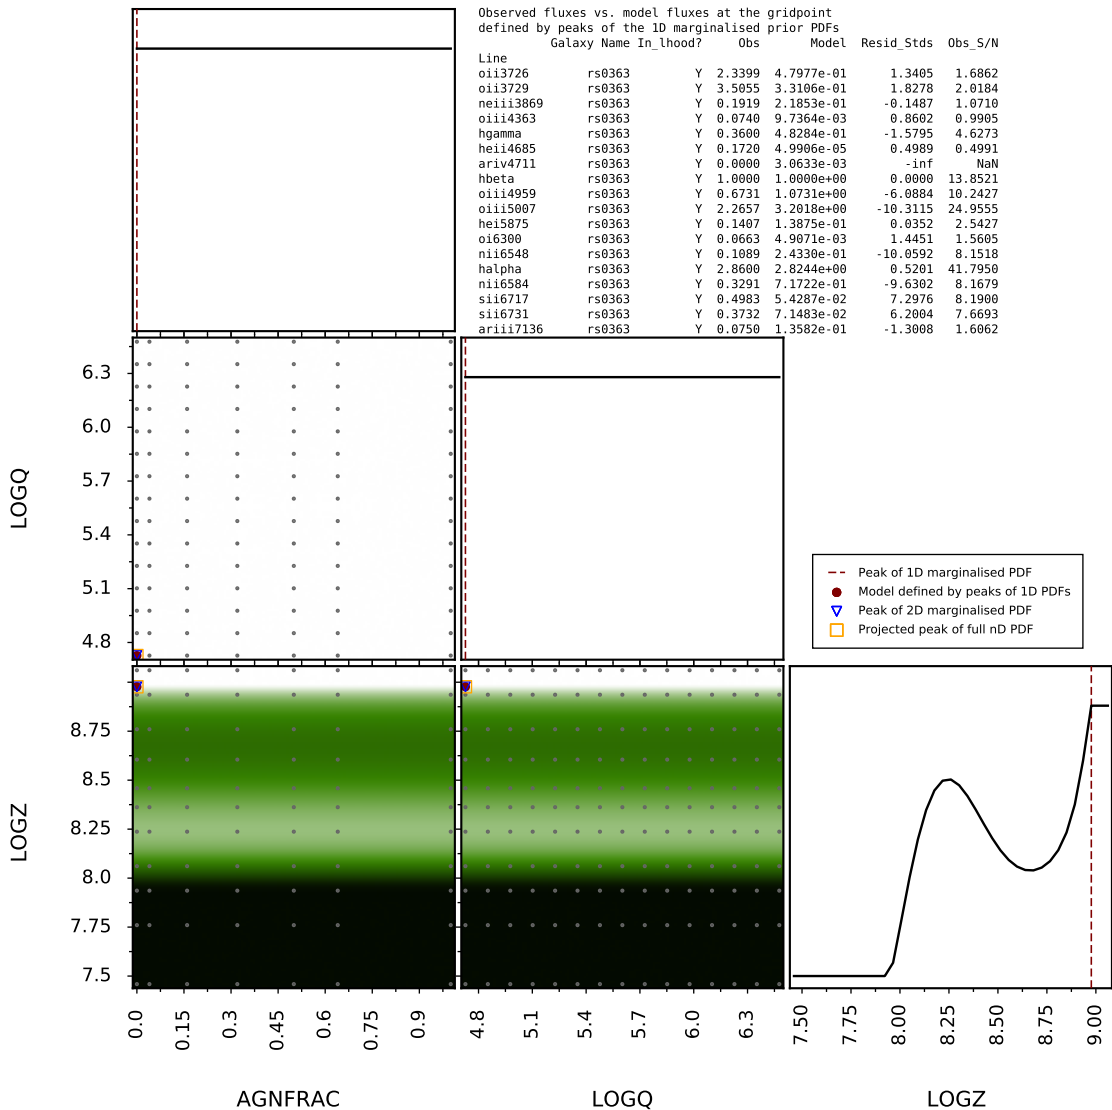 Observed fluxes vs. model fluxes at the gridpoint
defined by peaks of the 1D marginalised prior PDFs
Galaxy Name In_lhood? Obs Model Resid_Stds Obs_S/N
Line
oii3726 rs0363 Y 2.3399 4.7977e-01 1.3405 1.6862
oii3729 rs0363 Y 3.5055 3.3106e-01 1.8278 2.0184
neiii3869 rs0363 Y 0.1919 2.1853e-01 -0.1487 1.0710
oiii4363 rs0363 Y 0.0740 9.7364e-03 0.8602 0.9905
hgamma rs0363 Y 0.3600 4.8284e-01 -1.5795 4.6273
heii4685 rs0363 Y 0.1720 4.9906e-05 0.4989 0.4991
ariv4711 rs0363 Y 0.0000 3.0633e-03 -inf NaN
hbeta rs0363 Y 1.0000 1.0000e+00 0.0000 13.8521
oiii4959 rs0363 Y 0.6731 1.0731e+00 -6.0884 10.2427
oiii5007 rs0363 Y 2.2657 3.2018e+00 -10.3115 24.9555
hei5875 rs0363 Y 0.1407 1.3875e-01 0.0352 2.5427
oi6300 rs0363 Y 0.0663 4.9071e-03 1.4451 1.5605
nii6548 rs0363 Y 0.1089 2.4330e-01 -10.0592 8.1518
halpha rs0363 Y 2.8600 2.8244e+00 0.5201 41.7950
nii6584 rs0363 Y 0.3291 7.1722e-01 -9.6302 8.1679
sii6717 rs0363 Y 0.4983 5.4287e-02 7.2976 8.1900
sii6731 rs0363 Y 0.3732 7.1483e-02 6.2004 7.6693
ariii7136 rs0363 Y 0.0750 1.3582e-01 -1.3008 1.6062
LOGQ
6.3
6.0
5.7
5.4
5.1
4.8
Peak of 1D marginalised PDF
Model defined by peaks of 1D PDFs
Peak of 2D marginalised PDF
Projected peak of full nD PDF
LOGZ
8.75
8.5
8.25
8.0
7.75
7.5
0.0 0.15 0.3 0.45 0.6 0.75 0.9
4.8 5.1 5.4 5.7 6.0 6.3
7.50 7.75 8.00 8.25 8.50 8.75 9.00
AGNFRAC LOGQ LOGZ